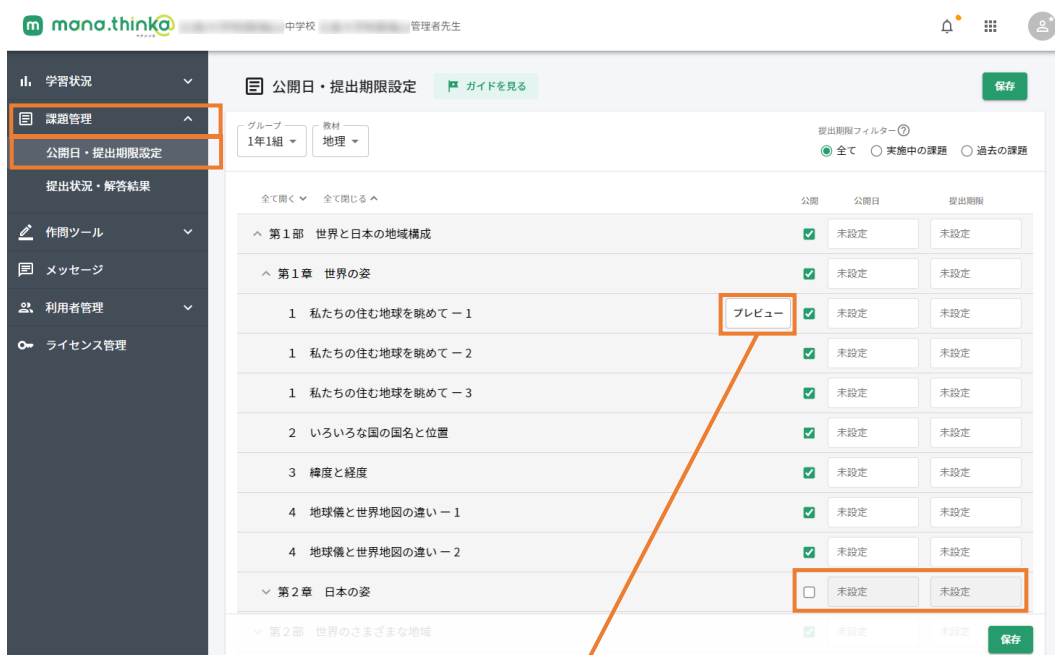 mana.thinka 中学校 管理者先生
学習状況
課題管理
公開日・提出期限設定
提出状況・解答結果
作問ツール
メッセージ
利用者管理
ライセンス管理
公開日・提出期限設定 ガイドを見る 保存
グループ 教材
1年1組 地理
提出期限フィルター?
全て 実施中の課題 過去の課題
全て開く 全て閉じる 公開 公開日 提出期限
第1部 世界と日本の地域構成 未設定 未設定
第1章 世界の姿 未設定 未設定
1 私たちの住む地球を眺めてー1 プレビュー 未設定 未設定
1 私たちの住む地球を眺めてー2 未設定 未設定
1 私たちの住む地球を眺めてー3 未設定 未設定
2 いろいろな国の国名と位置 未設定 未設定
3 緯度と経度 未設定 未設定
4 地球儀と世界地図の違いー1 未設定 未設定
4 地球儀と世界地図の違いー2 未設定 未設定
第2章 日本の姿 未設定 未設定
第2部 世界のさまざまな地域 未設定 未設定
保存